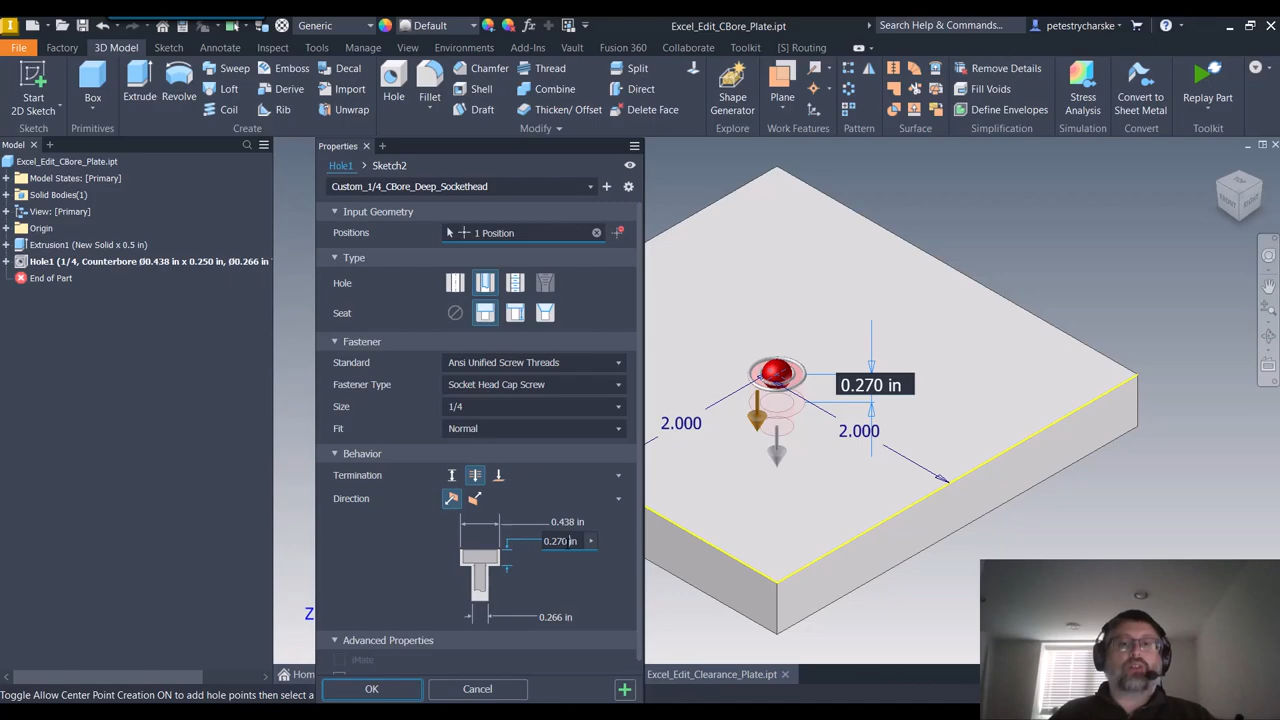 Generic
Default
Excel_Edit_CBore_Plate.ipt
Search Help & Commands...
petestrycharske
File Factory 3D Model Sketch Annotate Inspect Tools Manage View Environments Add-Ins Vault Fusion 360 Collaborate Toolkit [S] Routing
Start
2D Sketch
Box
Extrude
Revolve
Sweep
Loft
Coil
Emboss
Derive
Rib
Decal
Import
Unwrap
Hole
Fillet
Chamfer
Shell
Draft
Thread
Combine
Thicken/ Offset
Split
Direct
Delete Face
Shape
Generator
Plane
Remove Details
Fill Voids
Define Envelopes
Stress
Analysis
Convert to
Sheet Metal
Replay Part
Sketch Primitives Create Modify Explore Work Features Pattern Surface Simplification Simulation Convert Toolkit
Model
Excel_Edit_CBore_Plate.ipt
Model States: [Primary]
Solid Bodies(1)
View: [Primary]
Origin
Extrusion1 (New Solid x 0.5 in)
Hole1 (1/4, Counterbore Ø0.438 in x 0.250 in, Ø0.266 in
End of Part
Properties
Hole1 Sketch2
Custom_1/4_CBore_Deep_Sockethead
Input Geometry
Positions 1 Position
Type
Hole
Seat
Fastener
Standard Ansi Unified Screw Threads
Fastener Type Socket Head Cap Screw
Size 1/4
Fit Normal
Behavior
Termination
Direction
0.438 in
0.270 in
0.266 in
Advanced Properties
iMate
OK Cancel
TOP
FRONT
RIGHT
0.270 in
2.000
2.000
Z
Home
Excel_Edit_Clearance_Plate.ipt
Toggle Allow Center Point Creation ON to add hole points then select a